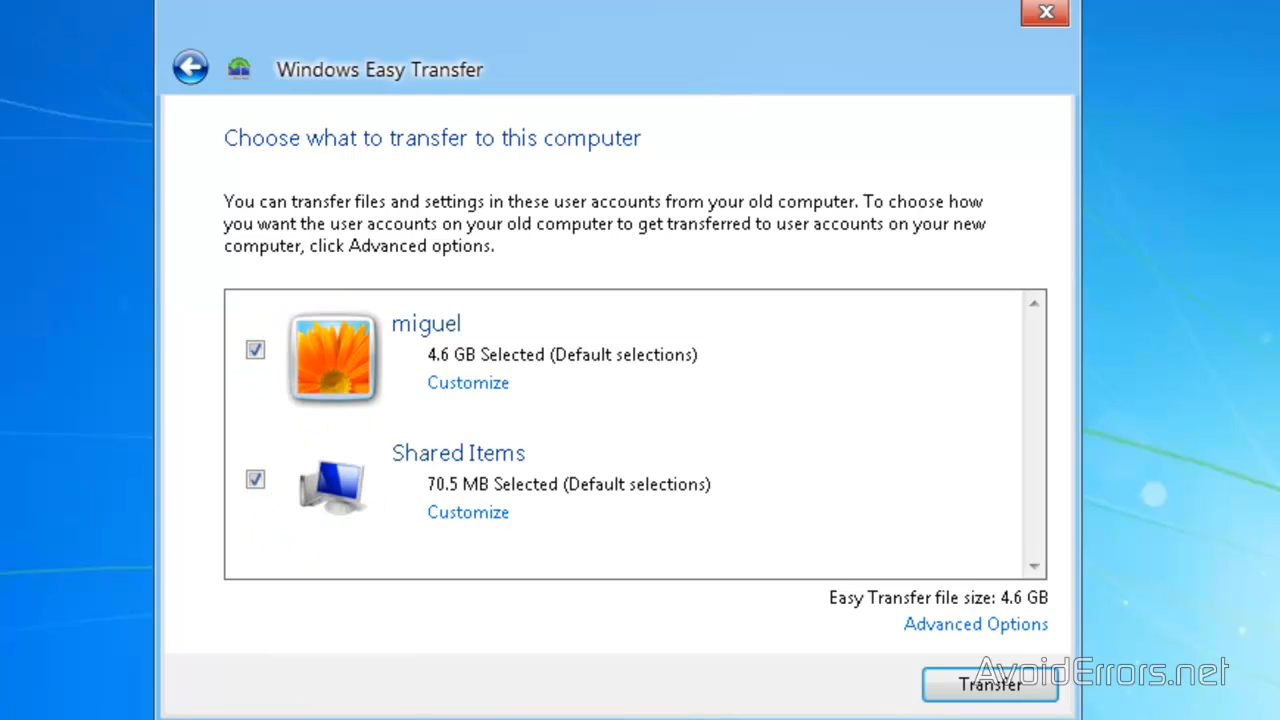 Windows Easy Transfer
Choose what to transfer to this computer
You can transfer files and settings in these user accounts from your old computer. To choose how
you want the user accounts on your old computer to get transferred to user accounts on your new
computer, click Advanced options.
miguel
4.6 GB Selected (Default selections)
Customize
Shared Items
70.5 MB Selected (Default selections)
Customize
Easy Transfer file size: 4.6 GB
Advanced Options
Transfer
AvoidErrors.net